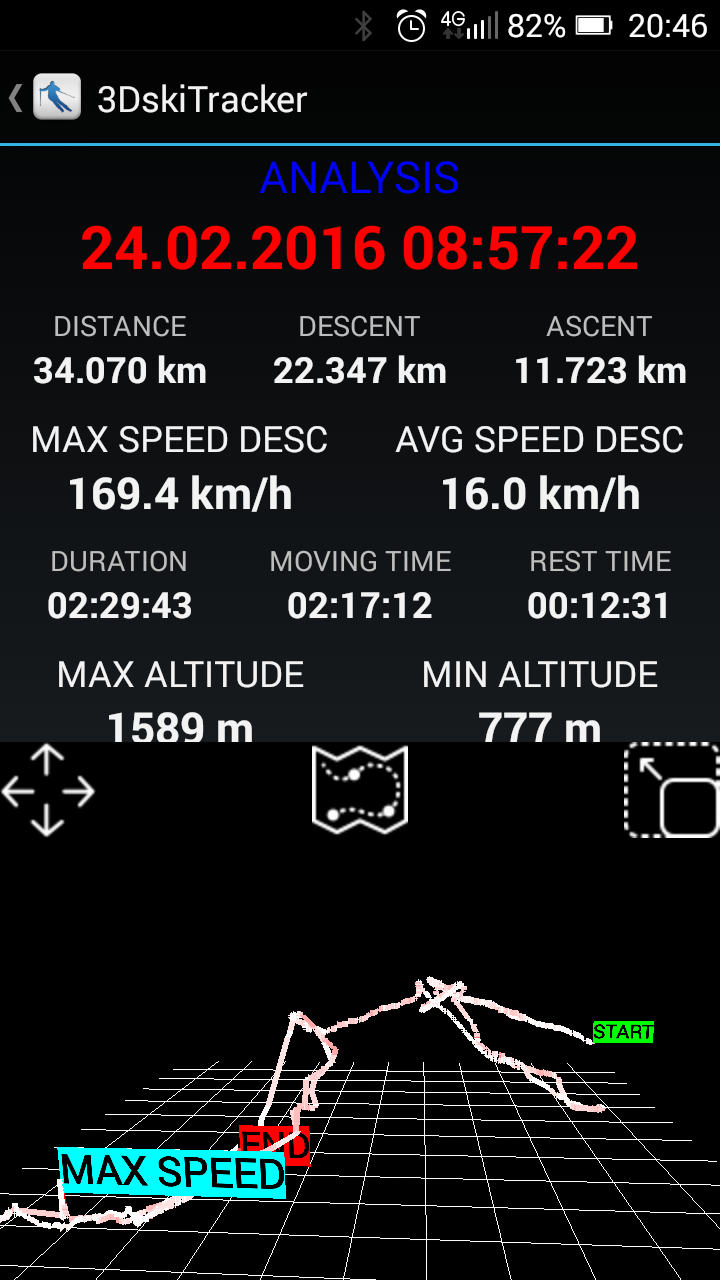 4G 82% 20:46
3DskiTracker
ANALYSIS
24.02.2016 08:57:22
DISTANCE DESCENT ASCENT
34.070 km 22.347 km 11.723 km
MAX SPEED DESC AVG SPEED DESC
169.4 km/h 16.0 km/h
DURATION MOVING TIME REST TIME
02:29:43 02:17:12 00:12:31
MAX ALTITUDE MIN ALTITUDE
1589 m 777 m
START
END
MAX SPEED